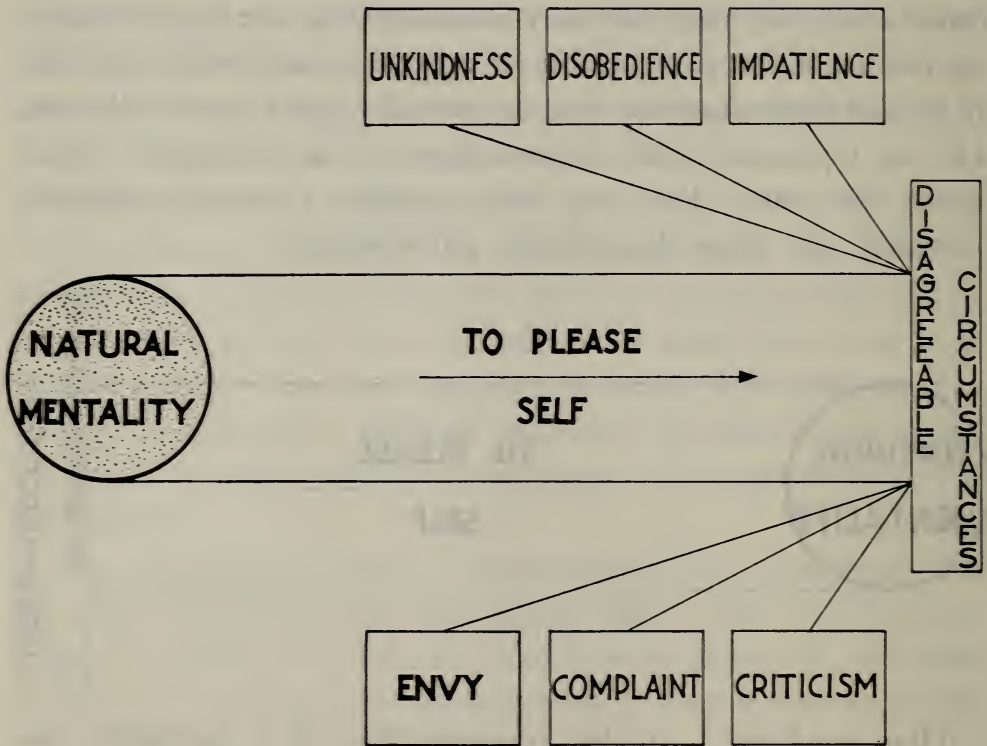 UNKINDNESS
DISOBEDIENCE
IMPATIENCE
DISAGREEABLE
CIRCUMSTANCES
NATURAL
MENTALITY
TO PLEASE
SELF
ENVY
COMPLAINT
CRITICISM